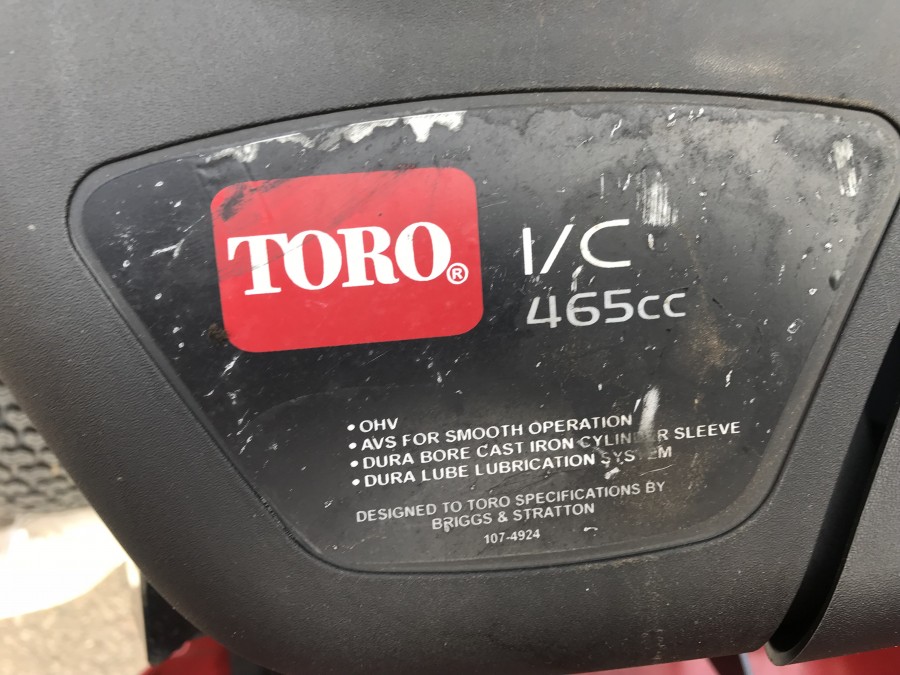 TORO®
I/C
465cc
• OHV
• AVS FOR SMOOTH OPERATION
• DURA BORE CAST IRON CYLINDER SLEEVE
• DURA LUBE LUBRICATION SYSTEM
DESIGNED TO TORO SPECIFICATIONS BY
BRIGGS & STRATTON
107-4924